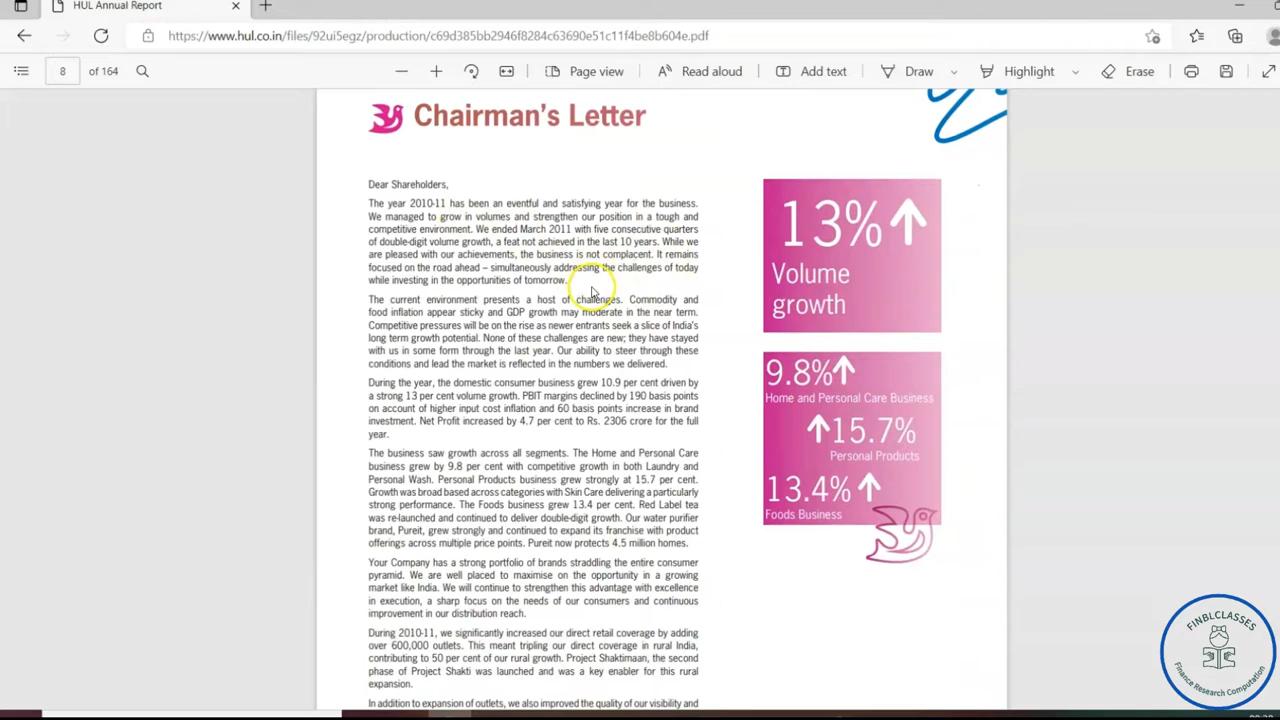 HUL Annual Report
https://www.hul.co.in/files/92ui5egz/production/c69d385bb2946f8284c63690e51c11f4be8b604e.pdf
8 of 164
Page view
Read aloud
Add text
Draw
Highlight
Erase
Chairman's Letter
Dear Shareholders,
The year 2010-11 has been an eventful and satisfying year for the business.
We managed to grow in volumes and strengthen our position in a tough and
competitive environment. We ended March 2011 with five consecutive quarters
of double-digit volume growth, a feat not achieved in the last 10 years. While we
are pleased with our achievements, the business is not complacent. It remains
focused on the road ahead – simultaneously addressing the challenges of today
while investing in the opportunities of tomorrow.
The current environment presents a host of challenges. Commodity and
food inflation appear sticky and GDP growth may moderate in the near term.
Competitive pressures will be on the rise as newer entrants seek a slice of India's
long term growth potential. None of these challenges are new; they have stayed
with us in some form through the last year. Our ability to steer through these
conditions and lead the market is reflected in the numbers we delivered.
During the year, the domestic consumer business grew 10.9 per cent driven by
a strong 13 per cent volume growth. PBIT margins declined by 190 basis points
on account of higher input cost inflation and 60 basis points increase in brand
investment. Net Profit increased by 4.7 per cent to Rs. 2306 crore for the full
year.
The business saw growth across all segments. The Home and Personal Care
business grew by 9.8 per cent with competitive growth in both Laundry and
Personal Wash. Personal Products business grew strongly at 15.7 per cent.
Growth was broad based across categories with Skin Care delivering a particularly
strong performance. The Foods business grew 13.4 per cent. Red Label tea
was re-launched and continued to deliver double-digit growth. Our water purifier
brand, Pureit, grew strongly and continued to expand its franchise with product
offerings across multiple price points. Pureit now protects 4.5 million homes.
Your Company has a strong portfolio of brands straddling the entire consumer
pyramid. We are well placed to maximise on the opportunity in a growing
market like India. We will continue to strengthen this advantage with excellence
in execution, a sharp focus on the needs of our consumers and continuous
improvement in our distribution reach.
During 2010-11, we significantly increased our direct retail coverage by adding
over 600,000 outlets. This meant tripling our direct coverage in rural India,
contributing to 50 per cent of our rural growth. Project Shaktimaan, the second
phase of Project Shakti was launched and was a key enabler for this rural
expansion.
In addition to expansion of outlets, we also improved the quality of our visibility and
13%
Volume
growth
9.8%
Home and Personal Care Business
15.7%
Personal Products
13.4%
Foods Business
FINBLCLASSES
Finance Research Computation